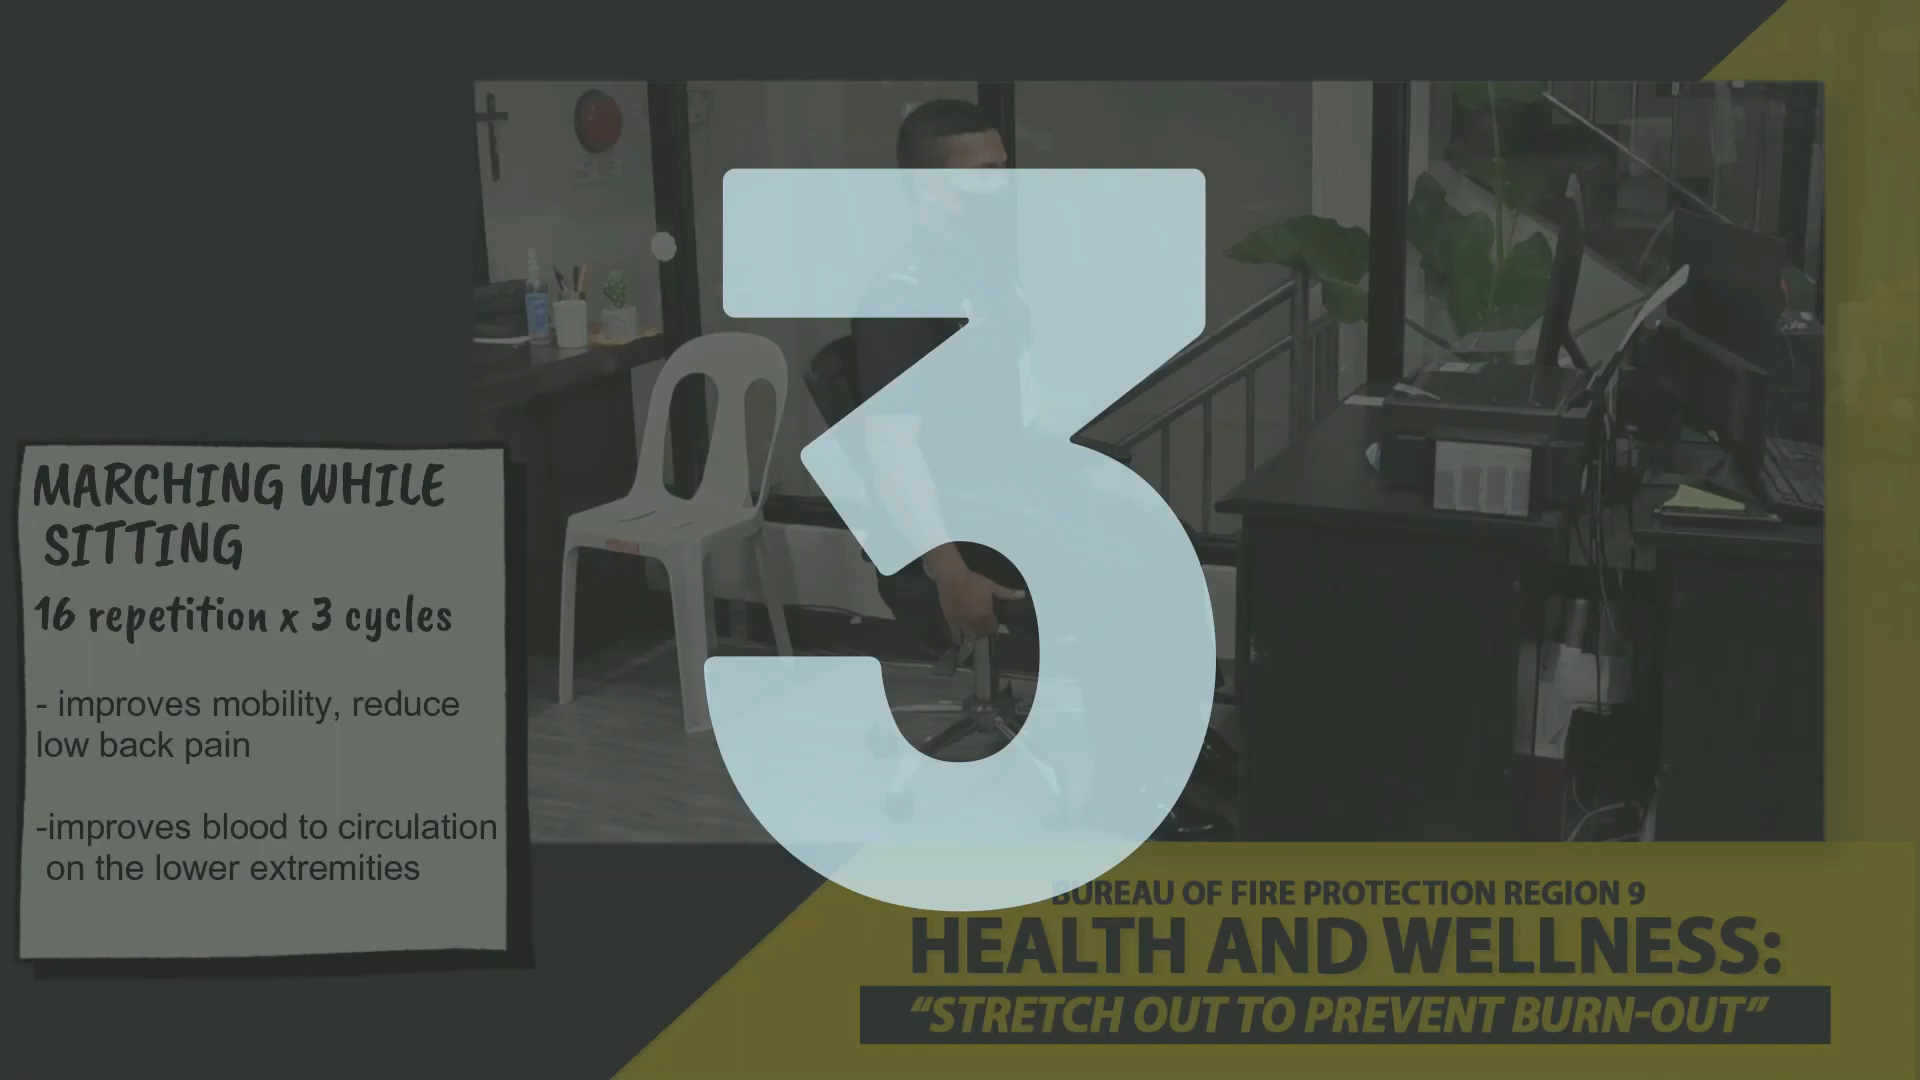 3
MARCHING WHILE
SITTING
16 repetition x 3 cycles
- improves mobility, reduce
low back pain
-improves blood to circulation
on the lower extremities
BUREAU OF FIRE PROTECTION REGION 9
HEALTH AND WELLNESS:
“STRETCH OUT TO PREVENT BURN-OUT”